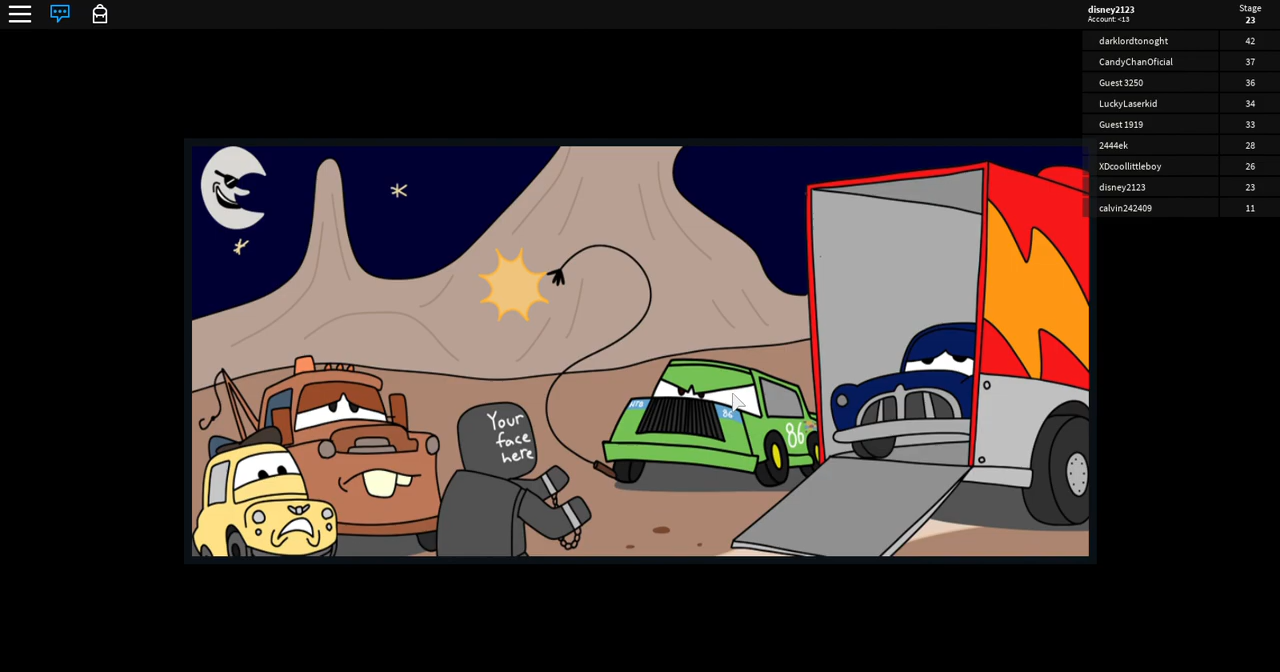 disney2123
Account: <13
Stage
23
darklordtonoght 42
CandyChanOficial 37
Guest 3250 36
LuckyLaserkid 34
Guest 1919 33
2444ek 28
XDcoollittleboy 26
disney2123 23
calvin242409 11
Your
face
here
86
86